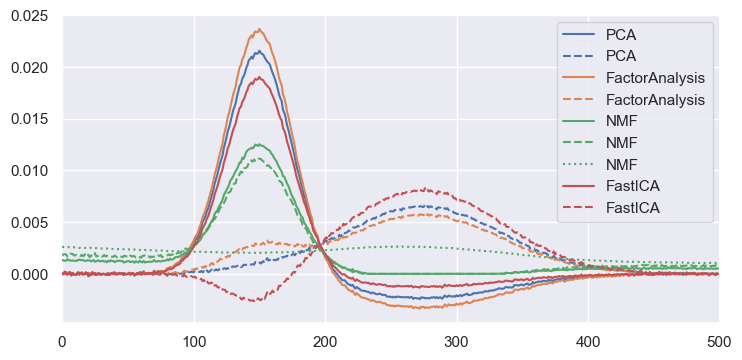 0.025
0.020
0.015
0.010
0.005
0.000
0
100
200
300
400
500
PCA
PCA
FactorAnalysis
FactorAnalysis
NMF
NMF
NMF
FastICA
FastICA